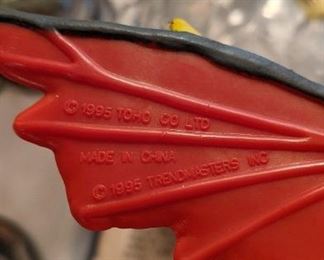 © 1995 TOHO CO LTD
MADE IN CHINA
© 1995 TRENDMASTERS INC